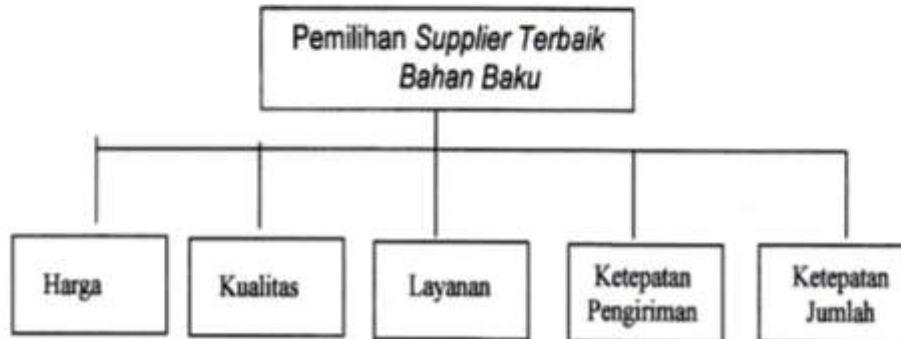 Pemilihan Supplier Terbaik
Bahan Baku
Harga
Kualitas
Layanan
Ketepatan
Pengiriman
Ketepatan
Jumlah